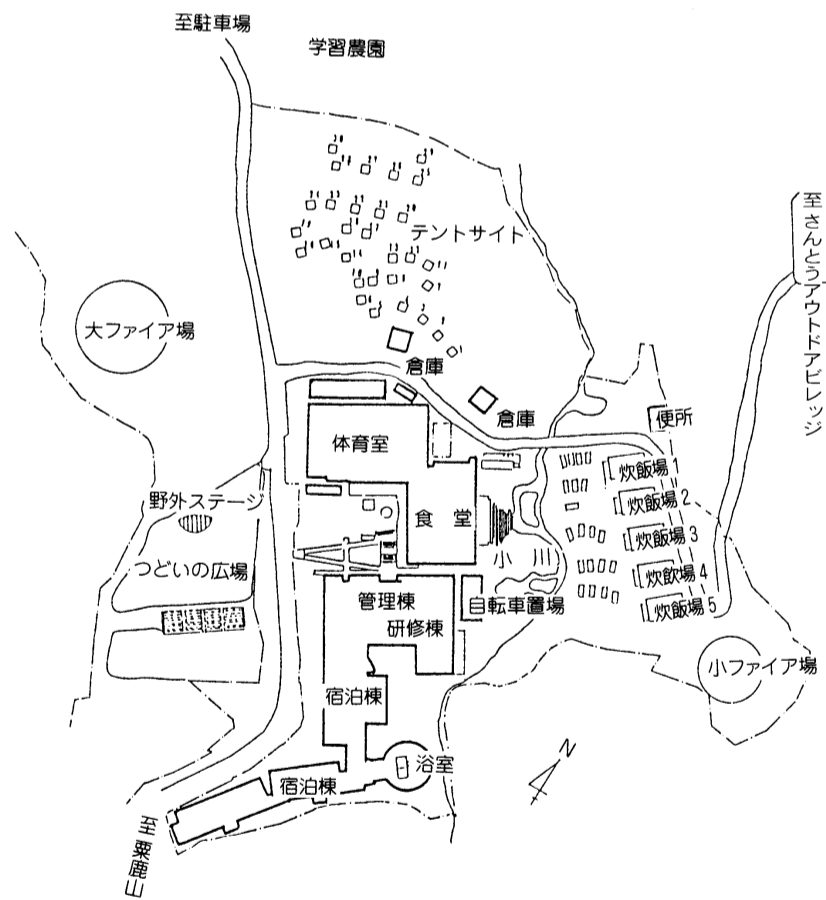 至駐車場
学習農園
テントサイト
至さんとうアウトドアビレッジ
大ファイア場
倉庫
倉庫
便所
体育室
炊飯場1
野外ステージ
炊飯場2
食堂
炊飯場3
小川
つどいの広場
炊飲場4
管理棟
自転車置場
炊飯場5
研修棟
小ファイア場
宿泊棟
N
浴室
宿泊棟
至粟鹿山